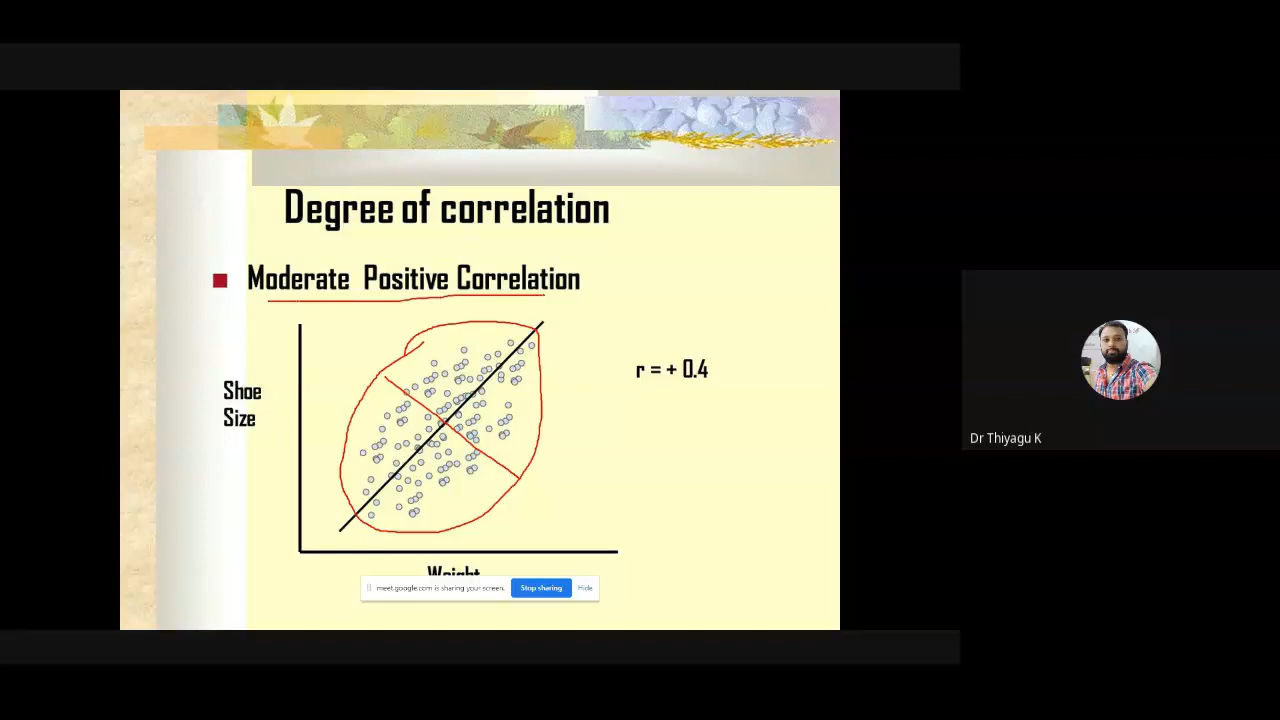 Degree of correlation
Moderate Positive Correlation
Shoe
Size
r = + 0.4
Weight
meet.google.com is sharing your screen.
Stop sharing
Hide
Dr Thiyagu K